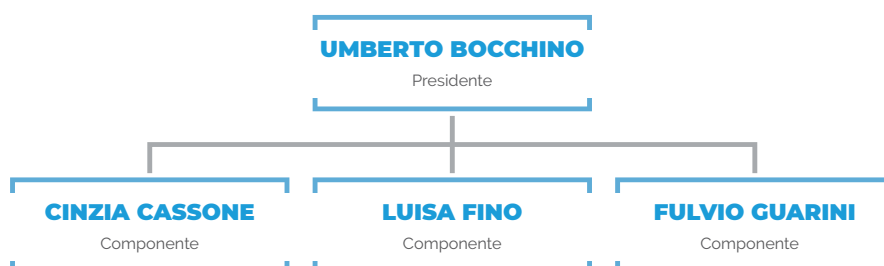 UMBERTO BOCCHINO
Presidente
CINZIA CASSONE
Componente
LUISA FINO
Componente
FULVIO GUARINI
Componente